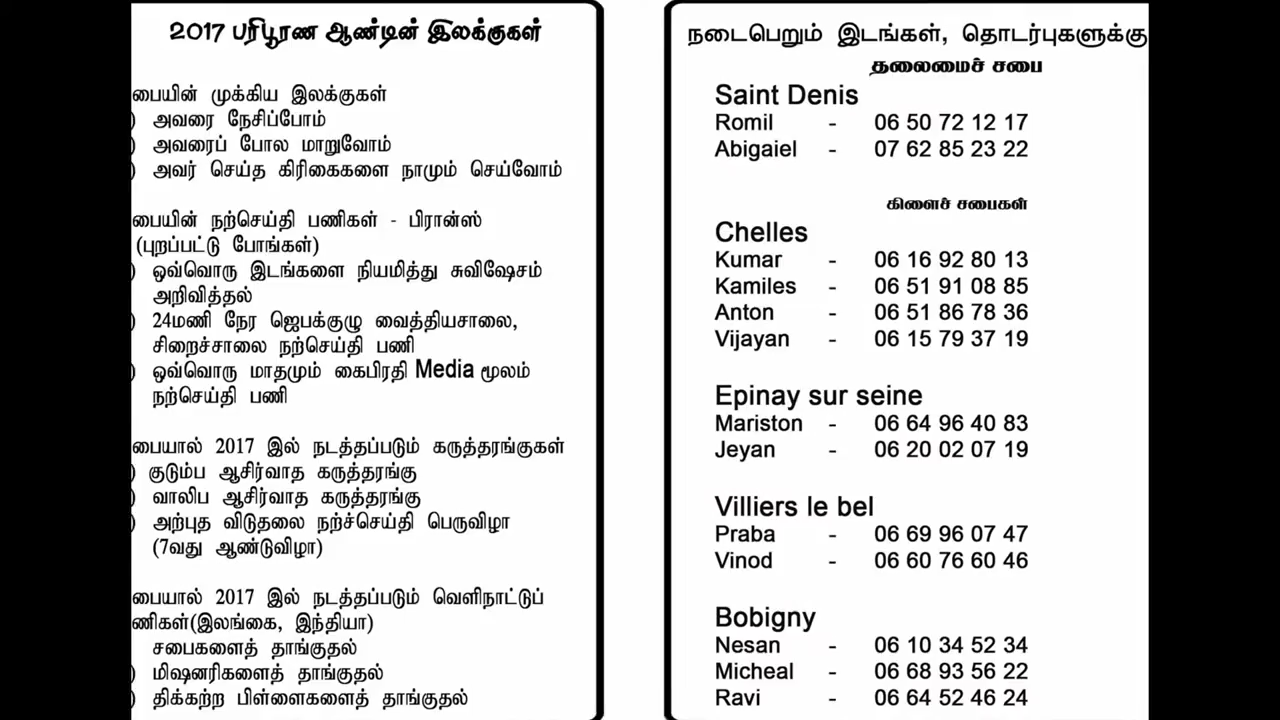 2017 பரிபூரண ஆண்டின் இலக்குகள்
பையின் முக்கிய இலக்குகள்
) அவரை நேசிப்போம்
) அவரைப் போல மாறுவோம்
) அவர் செய்த கிரிகைகளை நாமும் செய்வோம்
பையின் நற்செய்தி பணிகள் - பிரான்ஸ்
(புறப்பட்டு போங்கள்)
) ஒவ்வொரு இடங்களை நியமித்து சுவிஷேசம்
அறிவித்தல்
) 24மணி நேர ஜெபக்குழு வைத்தியசாலை,
சிறைச்சாலை நற்செய்தி பணி
) ஒவ்வொரு மாதமும் கைபிரதி Media மூலம்
நற்செய்தி பணி
பையால் 2017 இல் நடத்தப்படும் கருத்தரங்குகள்
) குடும்ப ஆசிர்வாத கருத்தரங்கு
) வாலிப ஆசிர்வாத கருத்தரங்கு
) அற்புத விடுதலை நற்ச்செய்தி பெருவிழா
(7வது ஆண்டுவிழா)
பையால் 2017 இல் நடத்தப்படும் வெளிநாட்டுப்
ணிகள்(இலங்கை, இந்தியா)
சபைகளைத் தாங்குதல்
) மிஷனரிகளைத் தாங்குதல்
) திக்கற்ற பிள்ளைகளைத் தாங்குதல்
நடைபெறும் இடங்கள், தொடர்புகளுக்கு
தலைமைச் சபை
Saint Denis
Romil - 06 50 72 12 17
Abigaiel - 07 62 85 23 22
கிளைச் சபைகள்
Chelles
Kumar - 06 16 92 80 13
Kamiles - 06 51 91 08 85
Anton - 06 51 86 78 36
Vijayan - 06 15 79 37 19
Epinay sur seine
Mariston - 06 64 96 40 83
Jeyan - 06 20 02 07 19
Villiers le bel
Praba - 06 69 96 07 47
Vinod - 06 60 76 60 46
Bobigny
Nesan - 06 10 34 52 34
Micheal - 06 68 93 56 22
Ravi - 06 64 52 46 24